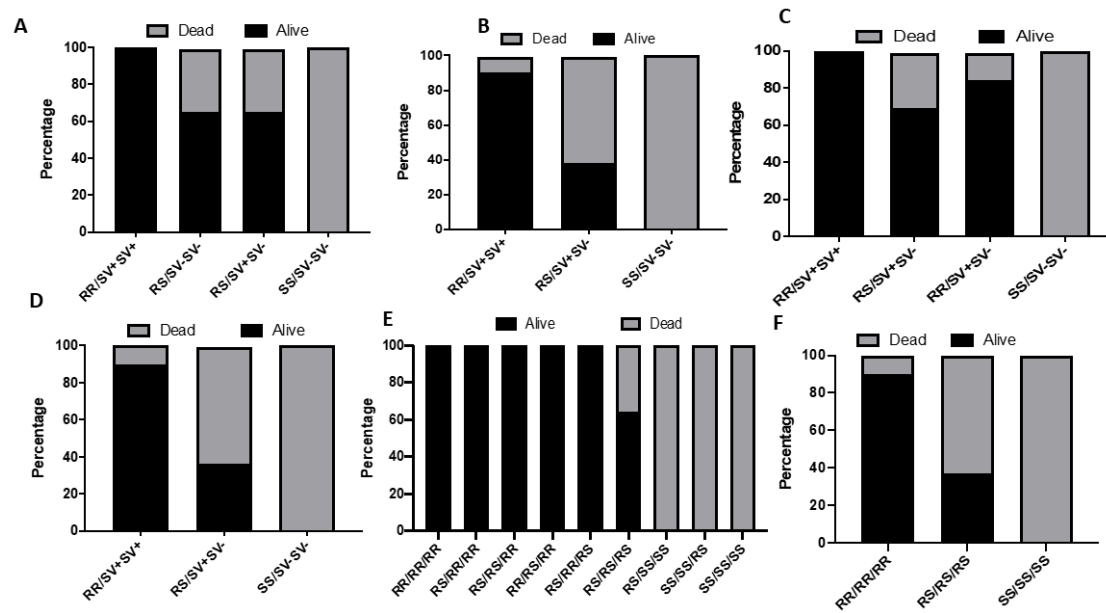 A
Dead Alive
Percentage
100
80
60
40
20
0
RR/SV+SV+
RS/SV-SV-
RS/SV+SV-
SS/SV-SV-
B
Dead Alive
Percentage
100
80
60
40
20
0
RR/SV+SV+
RS/SV+SV-
SS/SV-SV-
C
Dead Alive
Percentage
100
80
60
40
20
0
RR/SV+SV+
RS/SV+SV-
RR/SV+SV-
SS/SV-SV-
D
Dead Alive
Percentage
100
80
60
40
20
0
RR/SV+SV+
RS/SV+SV-
SS/SV-SV-
E
Alive Dead
Percentage
100
80
60
40
20
0
RR/RR/RR
RS/RR/RR
RS/RS/RR
RR/RS/RR
RS/RR/RS
RS/RS/RS
RS/SS/SS
SS/SS/RS
SS/SS/SS
F
Dead Alive
Percentage
100
80
60
40
20
0
RR/RR/RR
RS/RS/RS
SS/SS/SS